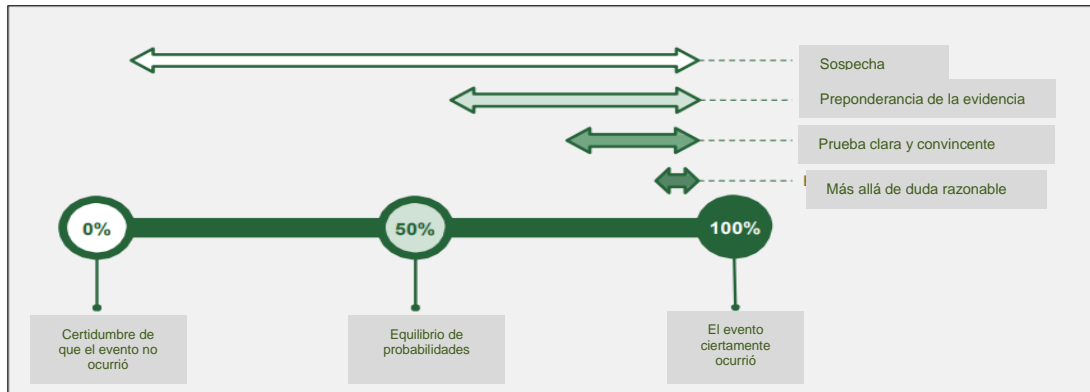 Sospecha
Preponderancia de la evidencia
Prueba clara y convincente
Más allá de duda razonable
0%
50%
100%
Certidumbre de
que el evento no
ocurrió
Equilibrio de
probabilidades
El evento
ciertamente
ocurrió